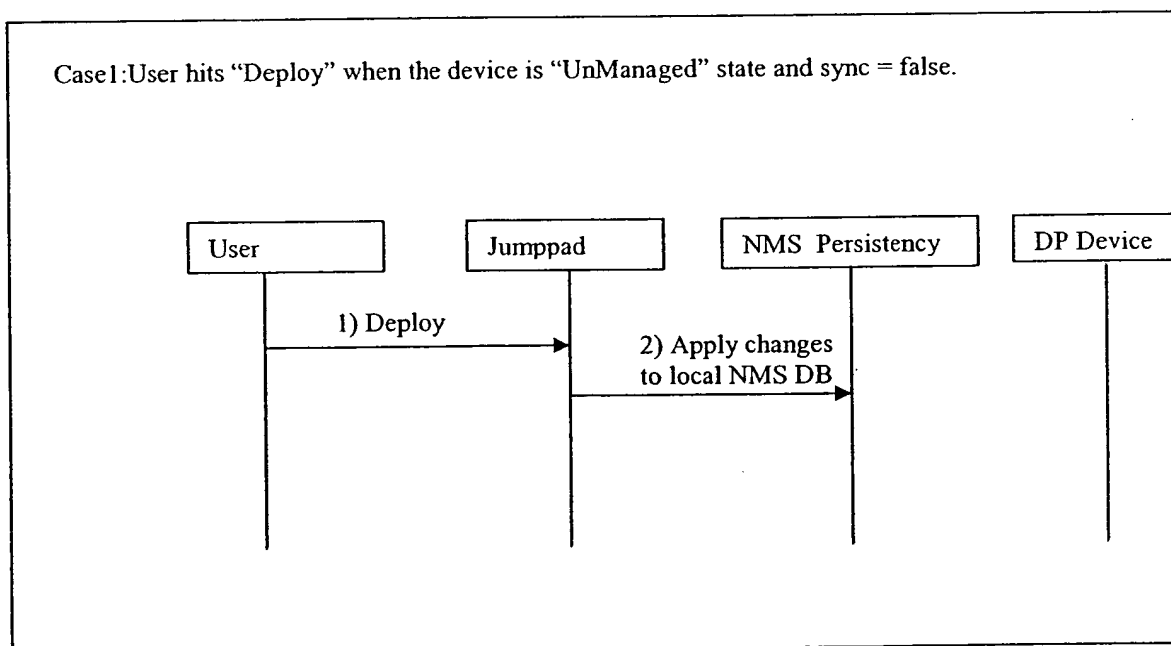 Case1:User hits “Deploy” when the device is “UnManaged” state and sync = false.
User
Jumppad
NMS Persistency
DP Device
1) Deploy
2) Apply changes
to local NMS DB